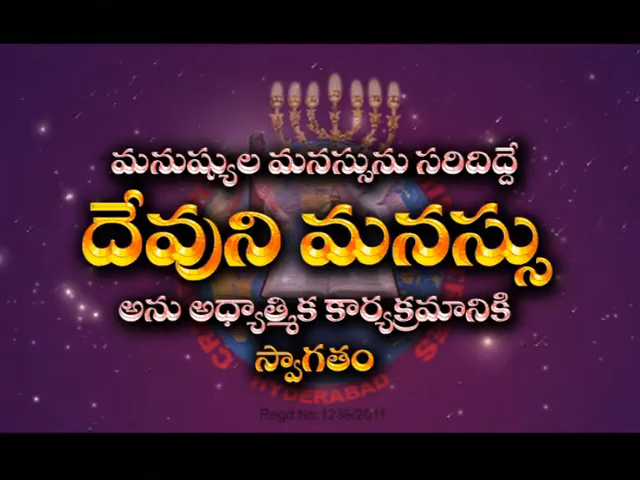 మనుష్యుల మనస్సును సరిదిద్దే
దేవుని మనస్సు
అను అధ్యాత్మిక కార్యక్రమానికి
స్వాగతం
HYDERABAD
Regd No:1236/2011